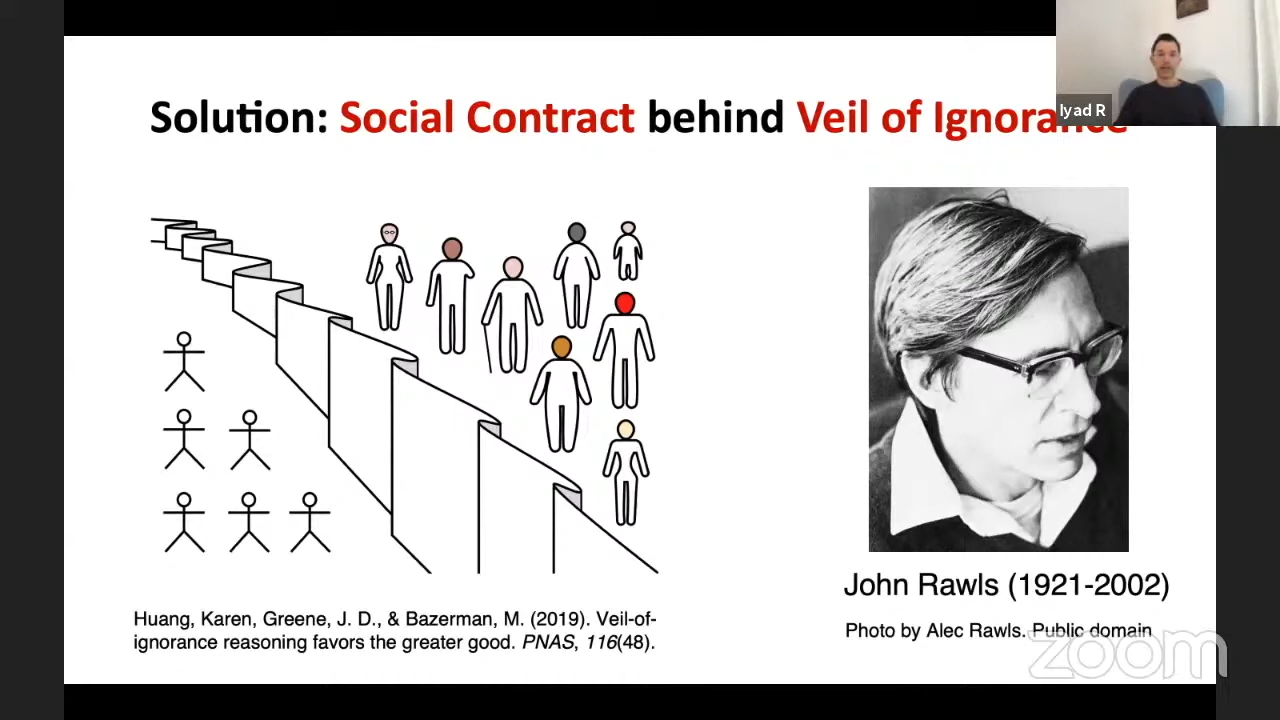 Solution: Social Contract behind Veil of Ignorance
Iyad R
John Rawls (1921-2002)
Photo by Alec Rawls. Public domain
Huang, Karen, Greene, J. D., & Bazerman, M. (2019). Veil-of-
ignorance reasoning favors the greater good. PNAS, 116(48).
zoom